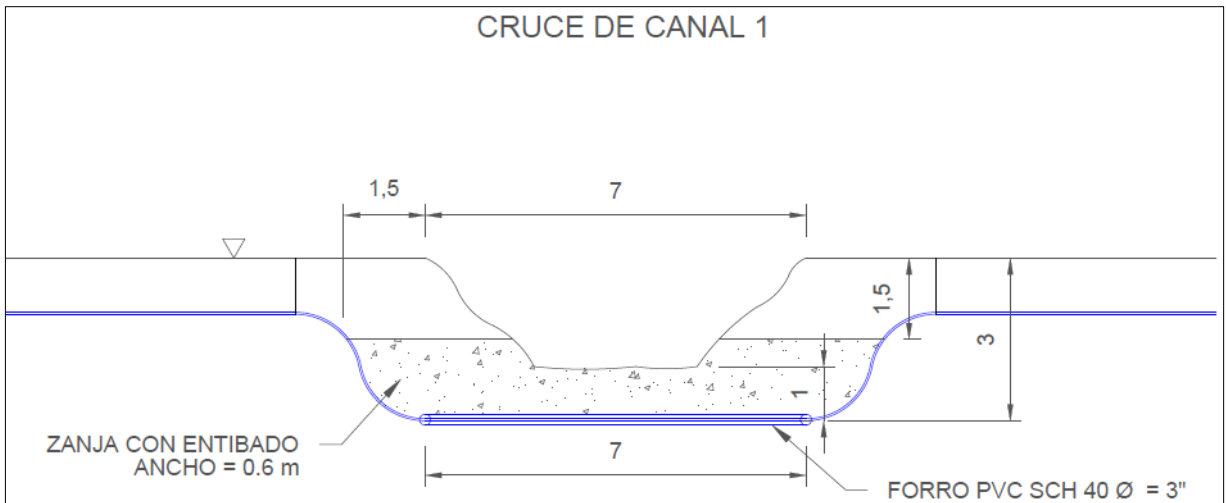 CRUCE DE CANAL 1
1,5
7
1,5
3
1
ZANJA CON ENTIBADO
ANCHO = 0.6 m
7
FORRO PVC SCH 40 Ø = 3"